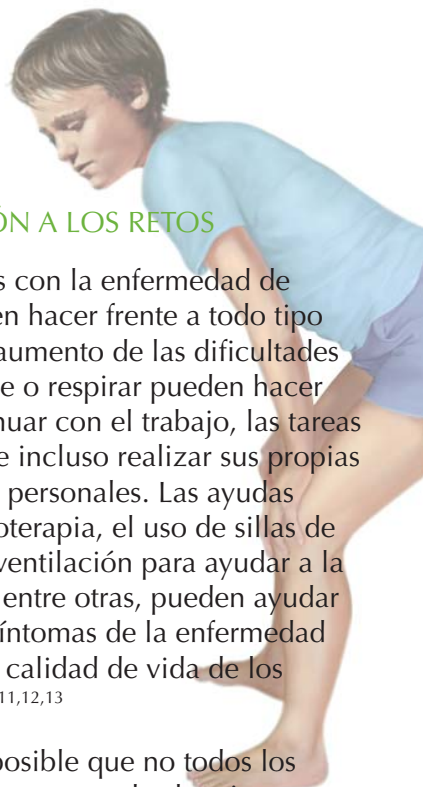 ÓN A LOS RETOS
s con la enfermedad de
en hacer frente a todo tipo
aumento de las dificultades
e o respirar pueden hacer
nuar con el trabajo, las tareas
e incluso realizar sus propias
personales. Las ayudas
oterapia, el uso de sillas de
ventilación para ayudar a la
entre otras, pueden ayudar
íntomas de la enfermedad
calidad de vida de los
11,12,13
posible que no todos los